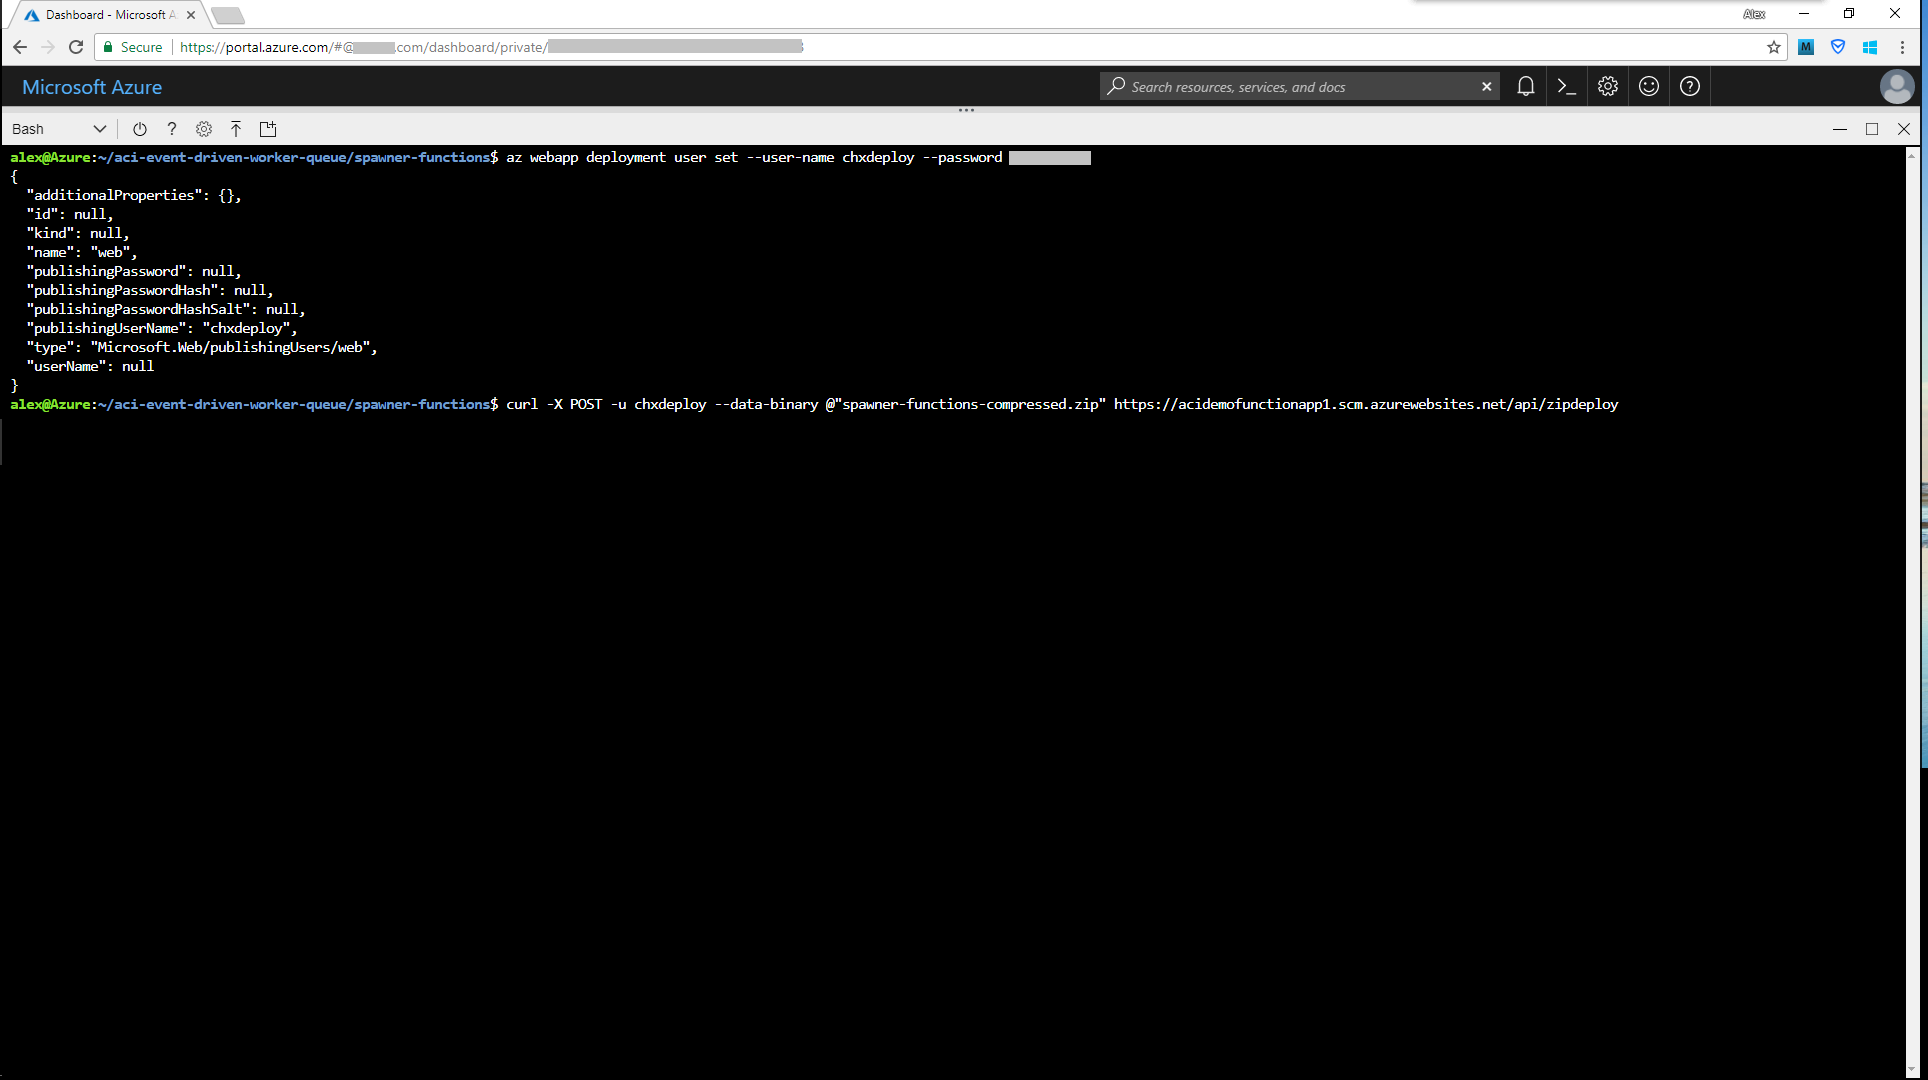 Dashboard - Microsoft A
Alex
Secure https://portal.azure.com/#@ .com/dashboard/private/
M
Microsoft Azure
Search resources, services, and docs
Bash
alex@Azure:~/aci-event-driven-worker-queue/spawner-functions$ az webapp deployment user set --user-name chxdeploy --password
{
"additionalProperties": {},
"id": null,
"kind": null,
"name": "web",
"publishingPassword": null,
"publishingPasswordHash": null,
"publishingPasswordHashSalt": null,
"publishingUserName": "chxdeploy",
"type": "Microsoft.Web/publishingUsers/web",
"userName": null
}
alex@Azure:~/aci-event-driven-worker-queue/spawner-functions$ curl -X POST -u chxdeploy --data-binary @"spawner-functions-compressed.zip" https://acidemofunctionapp1.scm.azurewebsites.net/api/zipdeploy